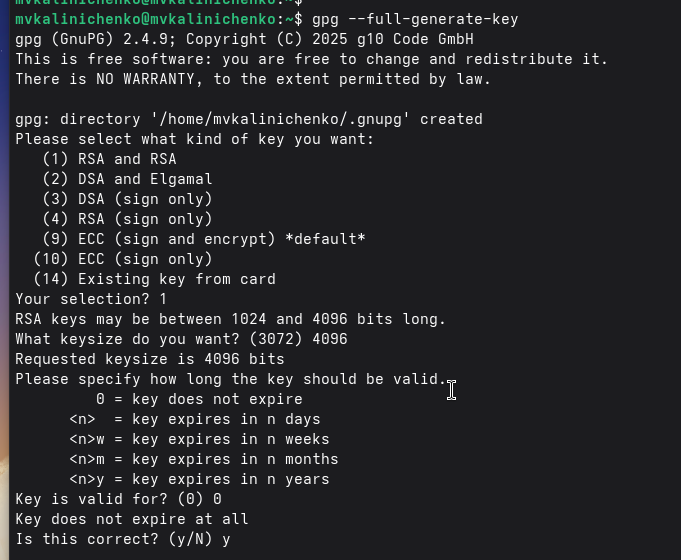 mvkalinichenko@mvkalinichenko:~$
mvkalinichenko@mvkalinichenko:~$ gpg --full-generate-key
gpg (GnuPG) 2.4.9; Copyright (C) 2025 g10 Code GmbH
This is free software: you are free to change and redistribute it.
There is NO WARRANTY, to the extent permitted by law.

gpg: directory '/home/mvkalinichenko/.gnupg' created
Please select what kind of key you want:
   (1) RSA and RSA
   (2) DSA and Elgamal
   (3) DSA (sign only)
   (4) RSA (sign only)
   (9) ECC (sign and encrypt) *default*
  (10) ECC (sign only)
  (14) Existing key from card
Your selection? 1
RSA keys may be between 1024 and 4096 bits long.
What keysize do you want? (3072) 4096
Requested keysize is 4096 bits
Please specify how long the key should be valid.
         0 = key does not expire
      <n>  = key expires in n days
      <n>w = key expires in n weeks
      <n>m = key expires in n months
      <n>y = key expires in n years
Key is valid for? (0) 0
Key does not expire at all
Is this correct? (y/N) y